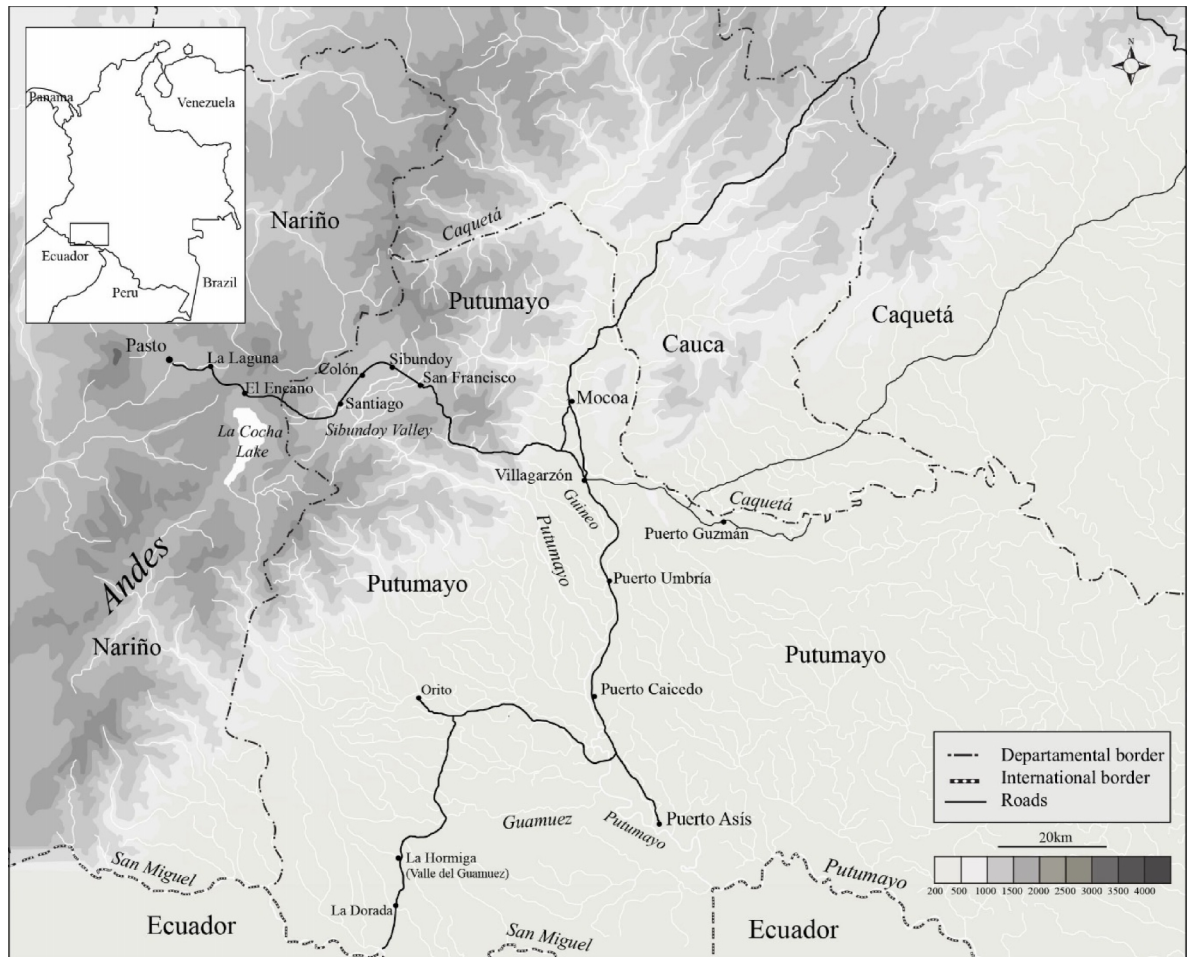 N
Panama
Venezuela
Ecuador
Peru
Brazil
Nariño
Caquetá
Putumayo
Cauca
Caquetá
Pasto
La Laguna
El Encano
La Cocha
Lake
Colón
Sibundoy
San Francisco
Santiago
Sibundoy Valley
Mocoa
Villagarzón
Guineo
Putumayo
Caquetá
Puerto Guzmán
Andes
Putumayo
Puerto Umbría
Nariño
Putumayo
Orito
Puerto Caicedo
Guamuez
Putumayo
Puerto Asís
La Hormiga
(Valle del Guamuez)
San Miguel
La Dorada
Ecuador
San Miguel
Putumayo
Ecuador
Departamental border
International border
Roads
20km
200 500 1000 1500 2000 2500 3000 3500 4000